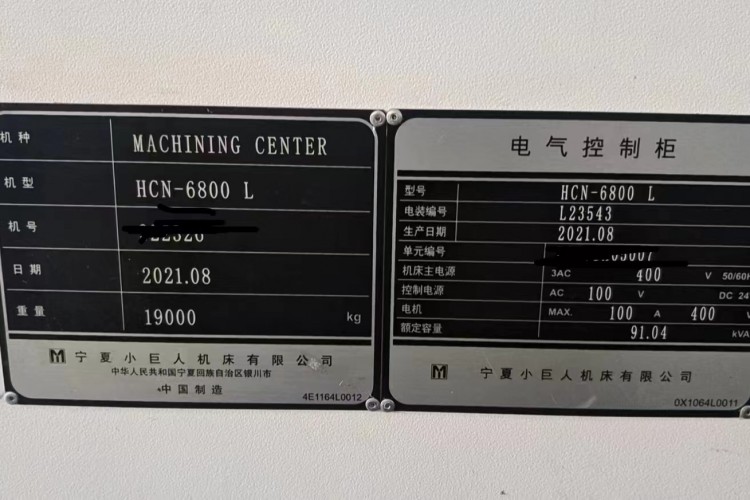 机种 MACHINING CENTER
机型 HCN-6800 L
机号
日期 2021.08
重量 19000 kg
宁夏小巨人机床有限公司
中华人民共和国宁夏回族自治区银川市
中国制造
4E1164L0012
电气控制柜
型号 HCN-6800 L
电装编号 L23543
生产日期 2021.08
单元编号
机床主电源 3AC 400 V 50/60H
控制电源 AC 100 V DC 24
电机 MAX. 100 A 400 V
额定容量 91.04 kVA
宁夏小巨人机床有限公司
0X1064L0011